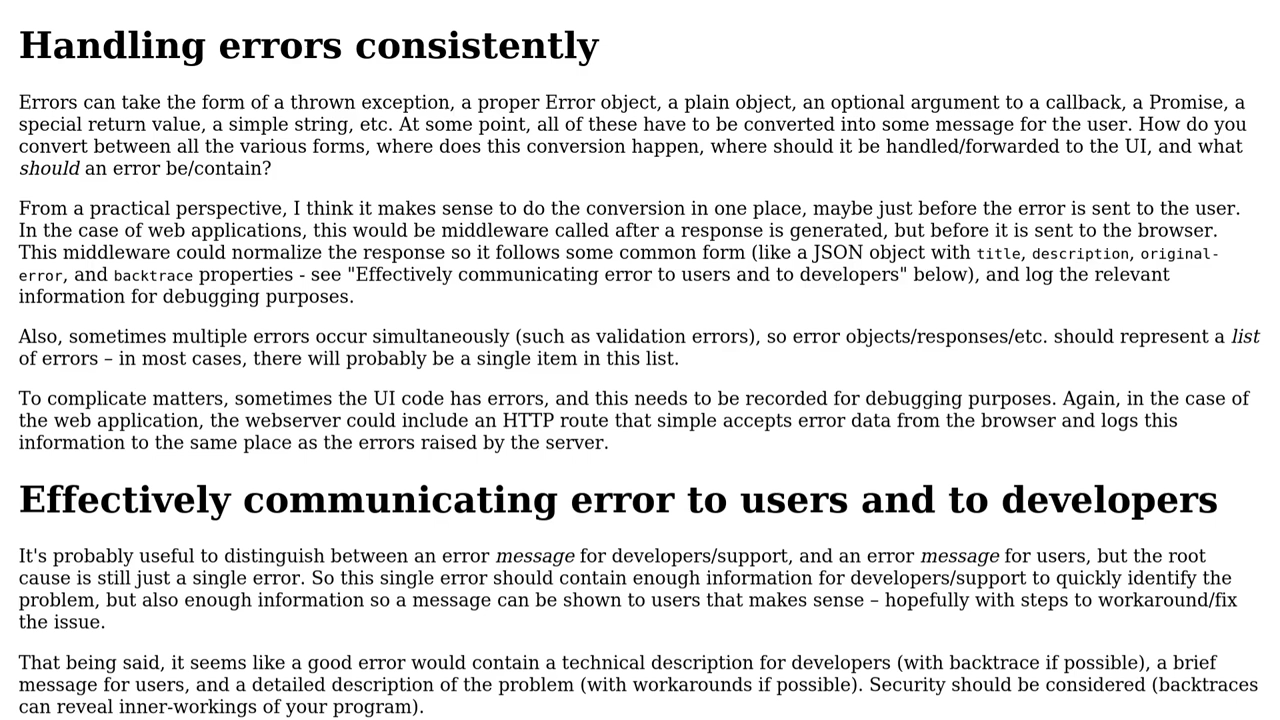 Handling errors consistently
Errors can take the form of a thrown exception, a proper Error object, a plain object, an optional argument to a callback, a Promise, a
special return value, a simple string, etc. At some point, all of these have to be converted into some message for the user. How do you
convert between all the various forms, where does this conversion happen, where should it be handled/forwarded to the UI, and what
should an error be/contain?
From a practical perspective, I think it makes sense to do the conversion in one place, maybe just before the error is sent to the user.
In the case of web applications, this would be middleware called after a response is generated, but before it is sent to the browser.
This middleware could normalize the response so it follows some common form (like a JSON object with title, description, original-
error, and backtrace properties - see "Effectively communicating error to users and to developers" below), and log the relevant
information for debugging purposes.
Also, sometimes multiple errors occur simultaneously (such as validation errors), so error objects/responses/etc. should represent a list
of errors – in most cases, there will probably be a single item in this list.
To complicate matters, sometimes the UI code has errors, and this needs to be recorded for debugging purposes. Again, in the case of
the web application, the webserver could include an HTTP route that simple accepts error data from the browser and logs this
information to the same place as the errors raised by the server.
Effectively communicating error to users and to developers
It's probably useful to distinguish between an error message for developers/support, and an error message for users, but the root
cause is still just a single error. So this single error should contain enough information for developers/support to quickly identify the
problem, but also enough information so a message can be shown to users that makes sense – hopefully with steps to workaround/fix
the issue.
That being said, it seems like a good error would contain a technical description for developers (with backtrace if possible), a brief
message for users, and a detailed description of the problem (with workarounds if possible). Security should be considered (backtraces
can reveal inner-workings of your program).